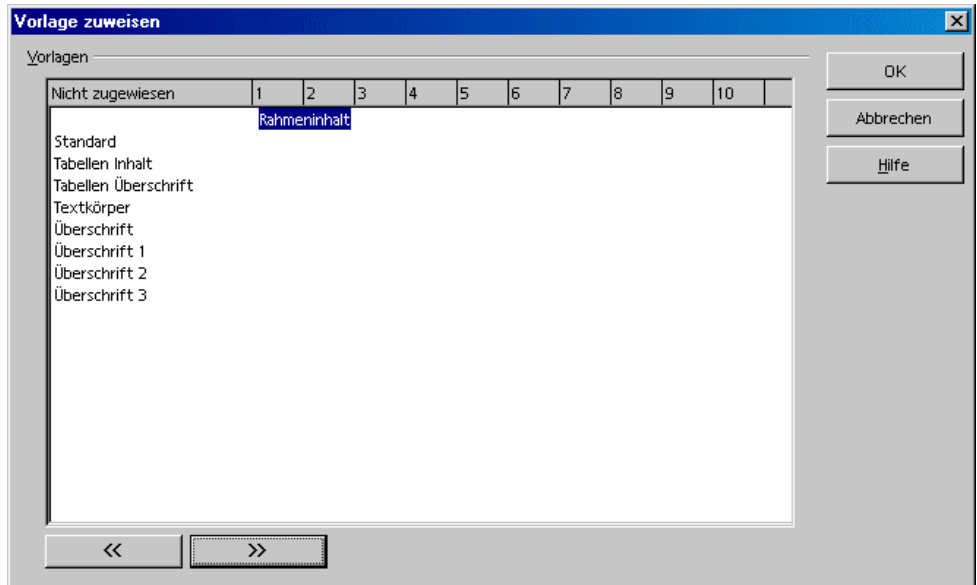 Vorlage zuweisen
Vorlagen
OK
Nicht zugewiesen 1 2 3 4 5 6 7 8 9 10
Rahmeninhalt
Abbrechen
Standard
Tabellen Inhalt
Hilfe
Tabellen Überschrift
Textkörper
Überschrift
Überschrift 1
Überschrift 2
Überschrift 3
<< >>